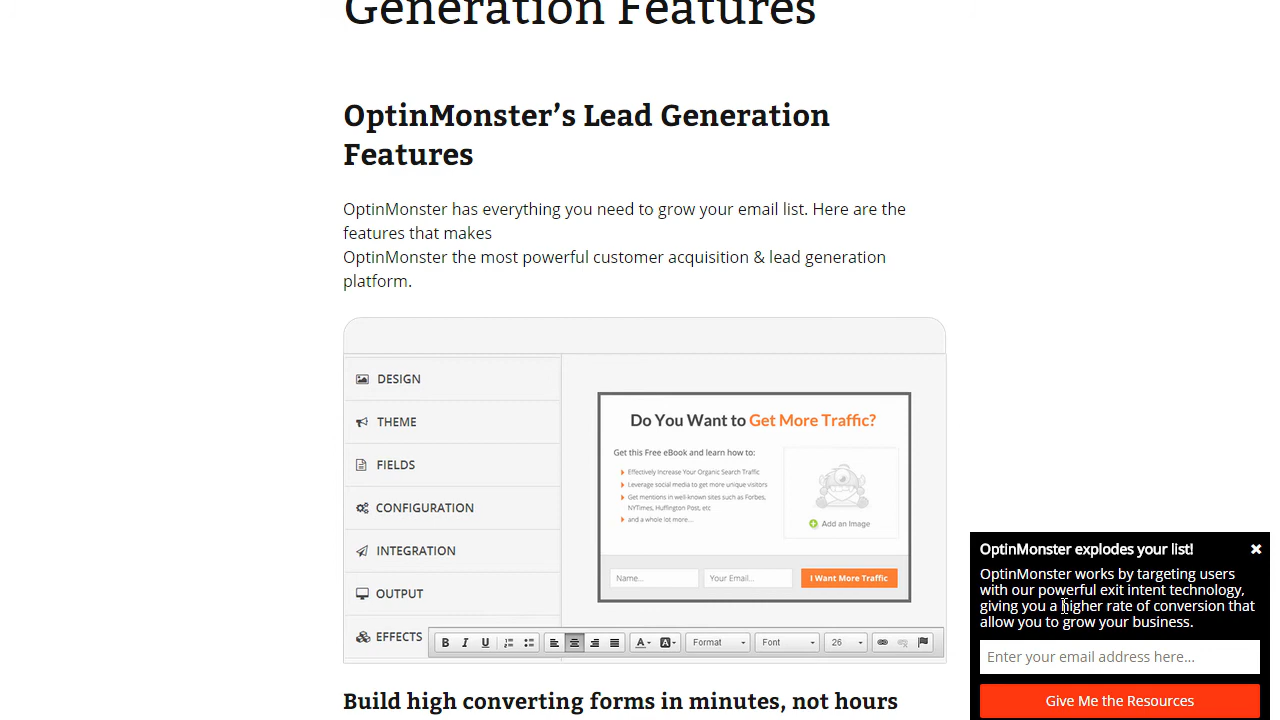 Generation Features
OptinMonster’s Lead Generation
Features
OptinMonster has everything you need to grow your email list. Here are the
features that makes
OptinMonster the most powerful customer acquisition & lead generation
platform.
DESIGN
THEME
FIELDS
CONFIGURATION
INTEGRATION
OUTPUT
EFFECTS
Do You Want to Get More Traffic?
Get this Free eBook and learn how to:
Effectively Increase Your Organic Search Traffic
Leverage social media to get more unique visitors
Get mentions in well-known sites such as Forbes,
NYTimes, Huffington Post, etc
and a whole lot more...
Add an Image
Name...
Your Email...
I Want More Traffic
B I U
A
A
Format
Font
26
Build high converting forms in minutes, not hours
OptinMonster explodes your list!
OptinMonster works by targeting users
with our powerful exit intent technology,
giving you a higher rate of conversion that
allow you to grow your business.
Enter your email address here...
Give Me the Resources